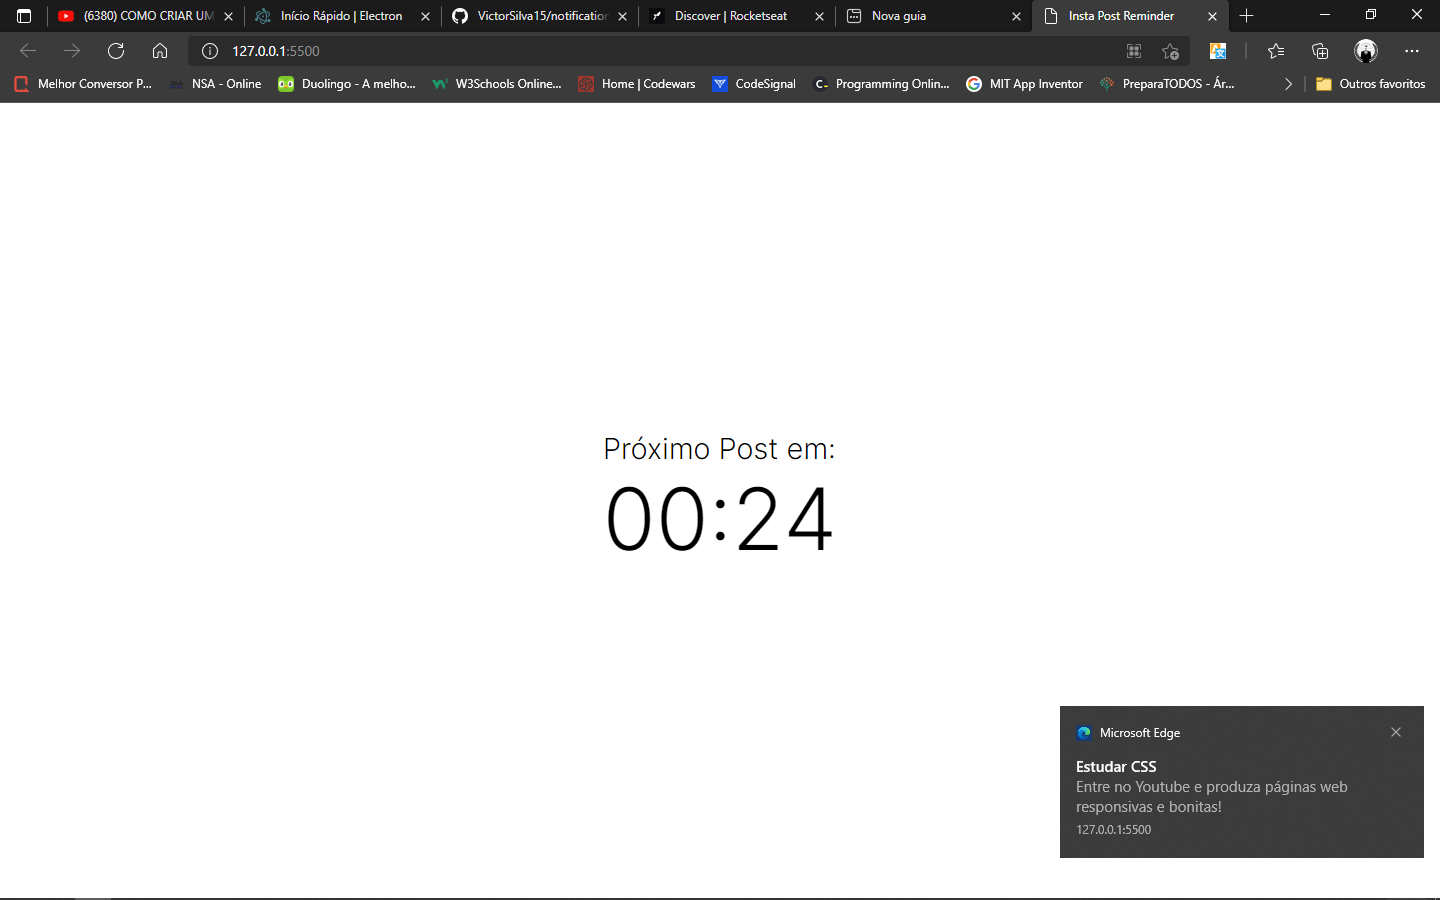 (6380) COMO CRIAR UM
Início Rápido | Electron
VictorSilva15/notification
Discover | Rocketseat
Nova guia
Insta Post Reminder
127.0.0.1:5500
Melhor Conversor P...
NSA - Online
Duolingo - A melho...
W3Schools Online...
Home | Codewars
CodeSignal
Programming Onlin...
MIT App Inventor
PreparaTODOS - Ár...
Outros favoritos
Próximo Post em:
00:24
Microsoft Edge
Estudar CSS
Entre no Youtube e produza páginas web
responsivas e bonitas!
127.0.0.1:5500